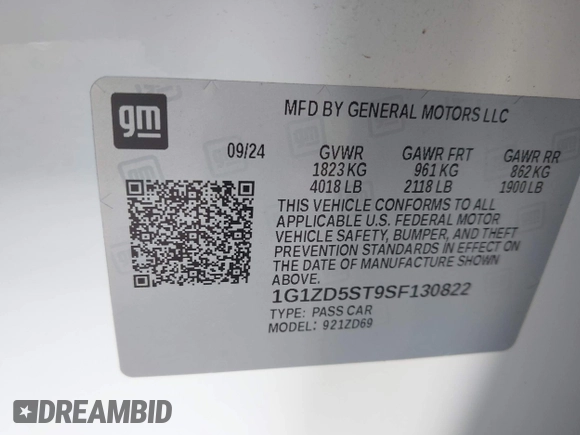 gm
MFD BY GENERAL MOTORS LLC
09/24 GVWR GAWR FRT GAWR RR
1823 KG 961 KG 862 KG
4018 LB 2118 LB 1900 LB
THIS VEHICLE CONFORMS TO ALL
APPLICABLE U.S. FEDERAL MOTOR
VEHICLE SAFETY, BUMPER, AND THEFT
PREVENTION STANDARDS IN EFFECT ON
THE DATE OF MANUFACTURE SHOWN
ABOVE.
1G1ZD5ST9SF130822
TYPE: PASS CAR
MODEL: 921ZD69
DREAMBID